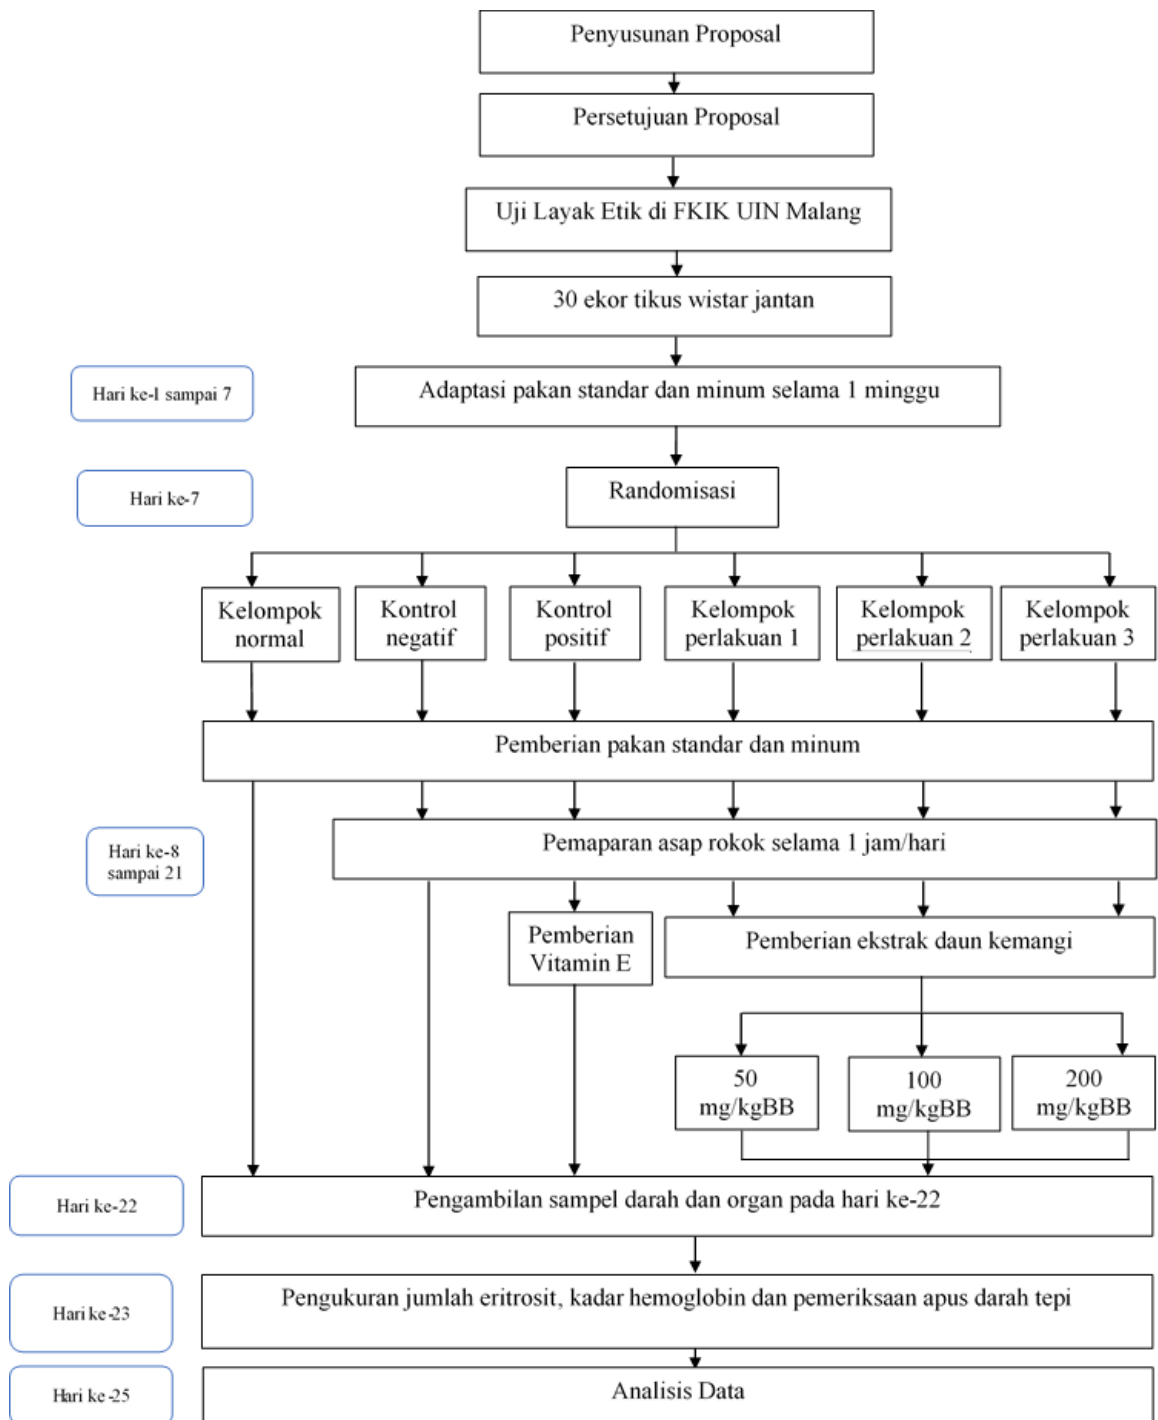 Penyusunan Proposal
Persetujuan Proposal
Uji Layak Etik di FKIK UIN Malang
30 ekor tikus wistar jantan
Hari ke-1 sampai 7
Adaptasi pakan standar dan minum selama 1 minggu
Hari ke-7
Randomisasi
Kelompok
normal
Kontrol
negatif
Kontrol
positif
Kelompok
perlakuan 1
Kelompok
perlakuan 2
Kelompok
perlakuan 3
Pemberian pakan standar dan minum
Hari ke-8
sampai 21
Pemaparan asap rokok selama 1 jam/hari
Pemberian
Vitamin E
Pemberian ekstrak daun kemangi
50
mg/kgBB
100
mg/kgBB
200
mg/kgBB
Hari ke-22
Pengambilan sampel darah dan organ pada hari ke-22
Hari ke-23
Pengukuran jumlah eritrosit, kadar hemoglobin dan pemeriksaan apus darah tepi
Hari ke-25
Analisis Data